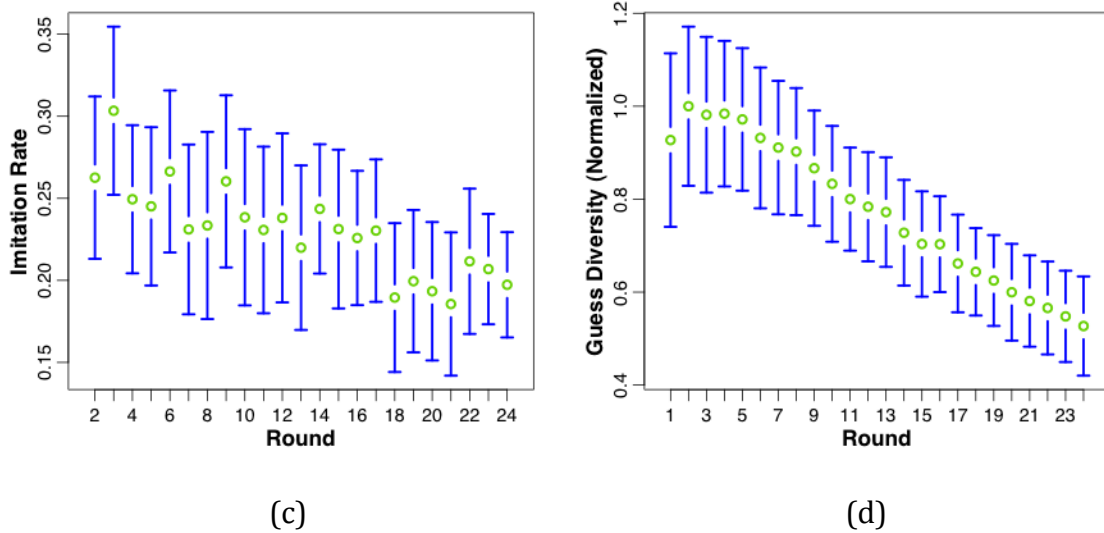 Imitation Rate
0.35
0.30
0.25
0.20
0.15
2 4 6 8 10 12 14 16 18 20 22 24
Round
(c)
Guess Diversity (Normalized)
1.2
1.0
0.8
0.6
0.4
1 3 5 7 9 11 13 15 17 19 21 23
Round
(d)